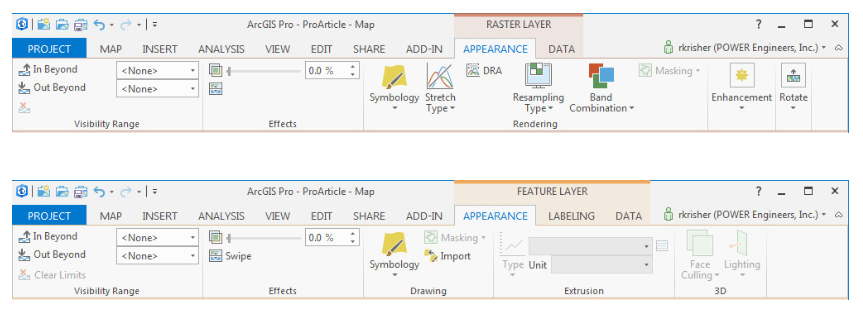 ArcGIS Pro - ProArticle - Map RASTER LAYER ?
PROJECT MAP INSERT ANALYSIS VIEW EDIT SHARE ADD-IN APPEARANCE DATA rkrisher (POWER Engineers, Inc.)
In Beyond <None> 0.0 % DRA Masking
Out Beyond <None>
Symbology Stretch Type Resampling Type Band Combination Enhancement Rotate
Visibility Range Effects Rendering
ArcGIS Pro - ProArticle - Map FEATURE LAYER ?
PROJECT MAP INSERT ANALYSIS VIEW EDIT SHARE ADD-IN APPEARANCE LABELING DATA rkrisher (POWER Engineers, Inc.)
In Beyond <None> 0.0 % Masking
Out Beyond <None> Swipe Symbology Import Type Unit Face Culling Lighting
Clear Limits
Visibility Range Effects Drawing Extrusion 3D